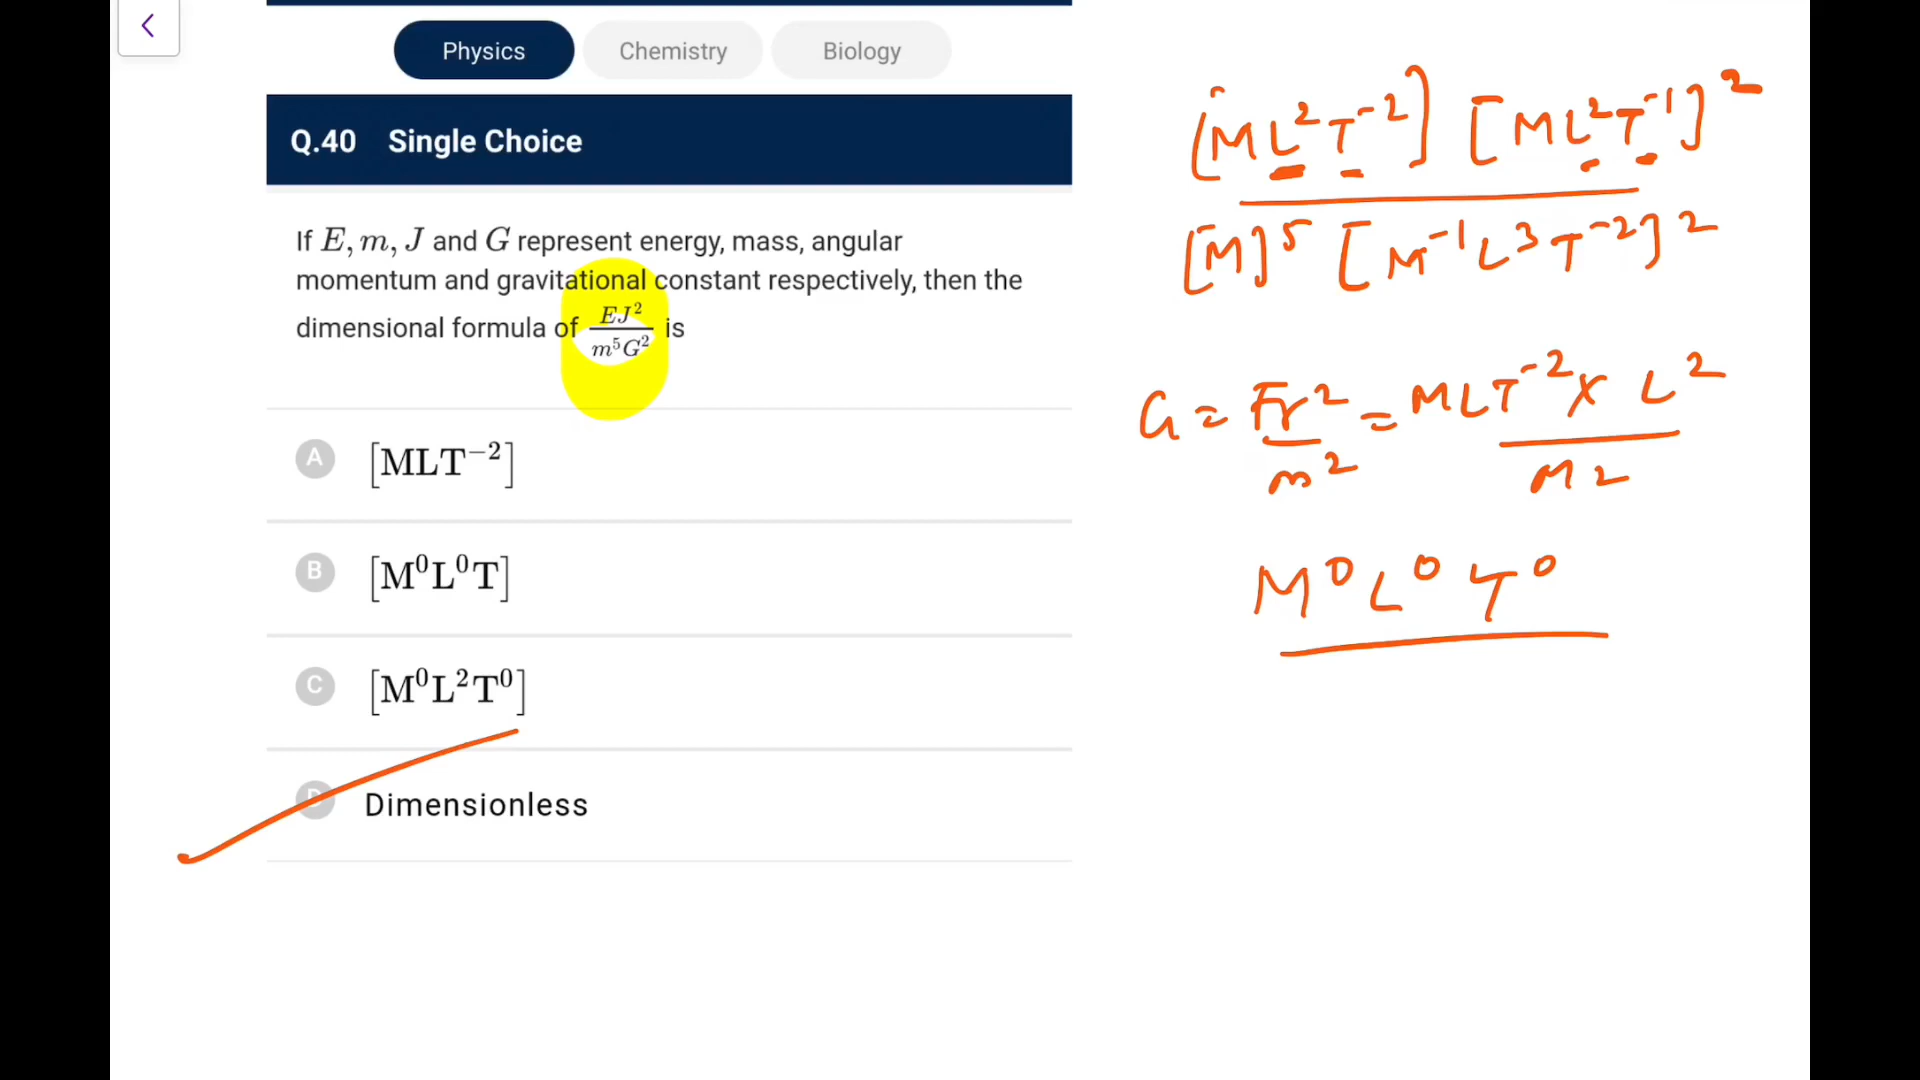 Physics Chemistry Biology
Q.40 Single Choice
If E, m, J and G represent energy, mass, angular
momentum and gravitational constant respectively, then the
dimensional formula of EJ²/m⁵G² is
A [MLT⁻²]
B [M⁰L⁰T]
C [M⁰L²T⁰]
D Dimensionless
[ML²T⁻²] [ML²T⁻¹]²
[M]⁵ [M⁻¹L³T⁻²]²
G = Fr²/m² = MLT⁻² × L²/M2
M⁰L⁰T⁰